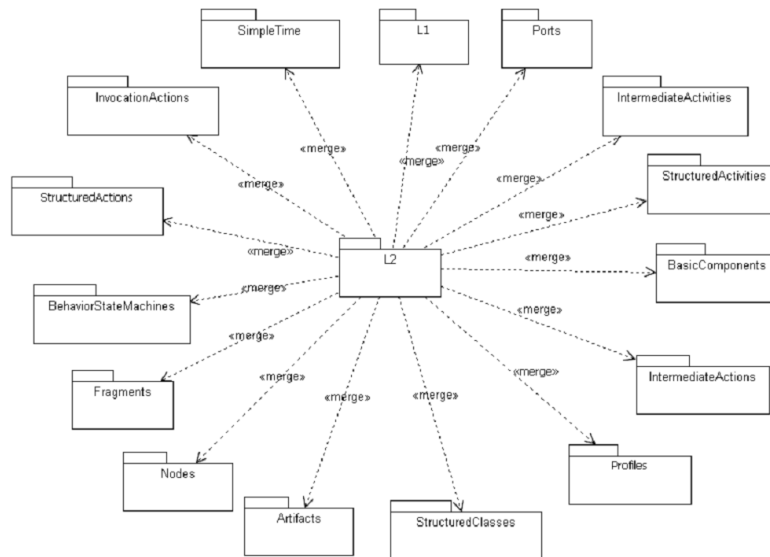 SimpleTime
L1
Ports
InvocationActions
IntermediateActivities
«merge»
«merge»
«merge»
«merge»
StructuredActivities
«merge»
StructuredActions
«merge»
«merge»
L2
«merge»
BasicComponents
BehaviorStateMachines
«merge»
«merge»
IntermediateActions
Fragments
«merge»
«merge»
«merge»
«merge»
«merge»
Profiles
Nodes
Artifacts
StructuredClasses